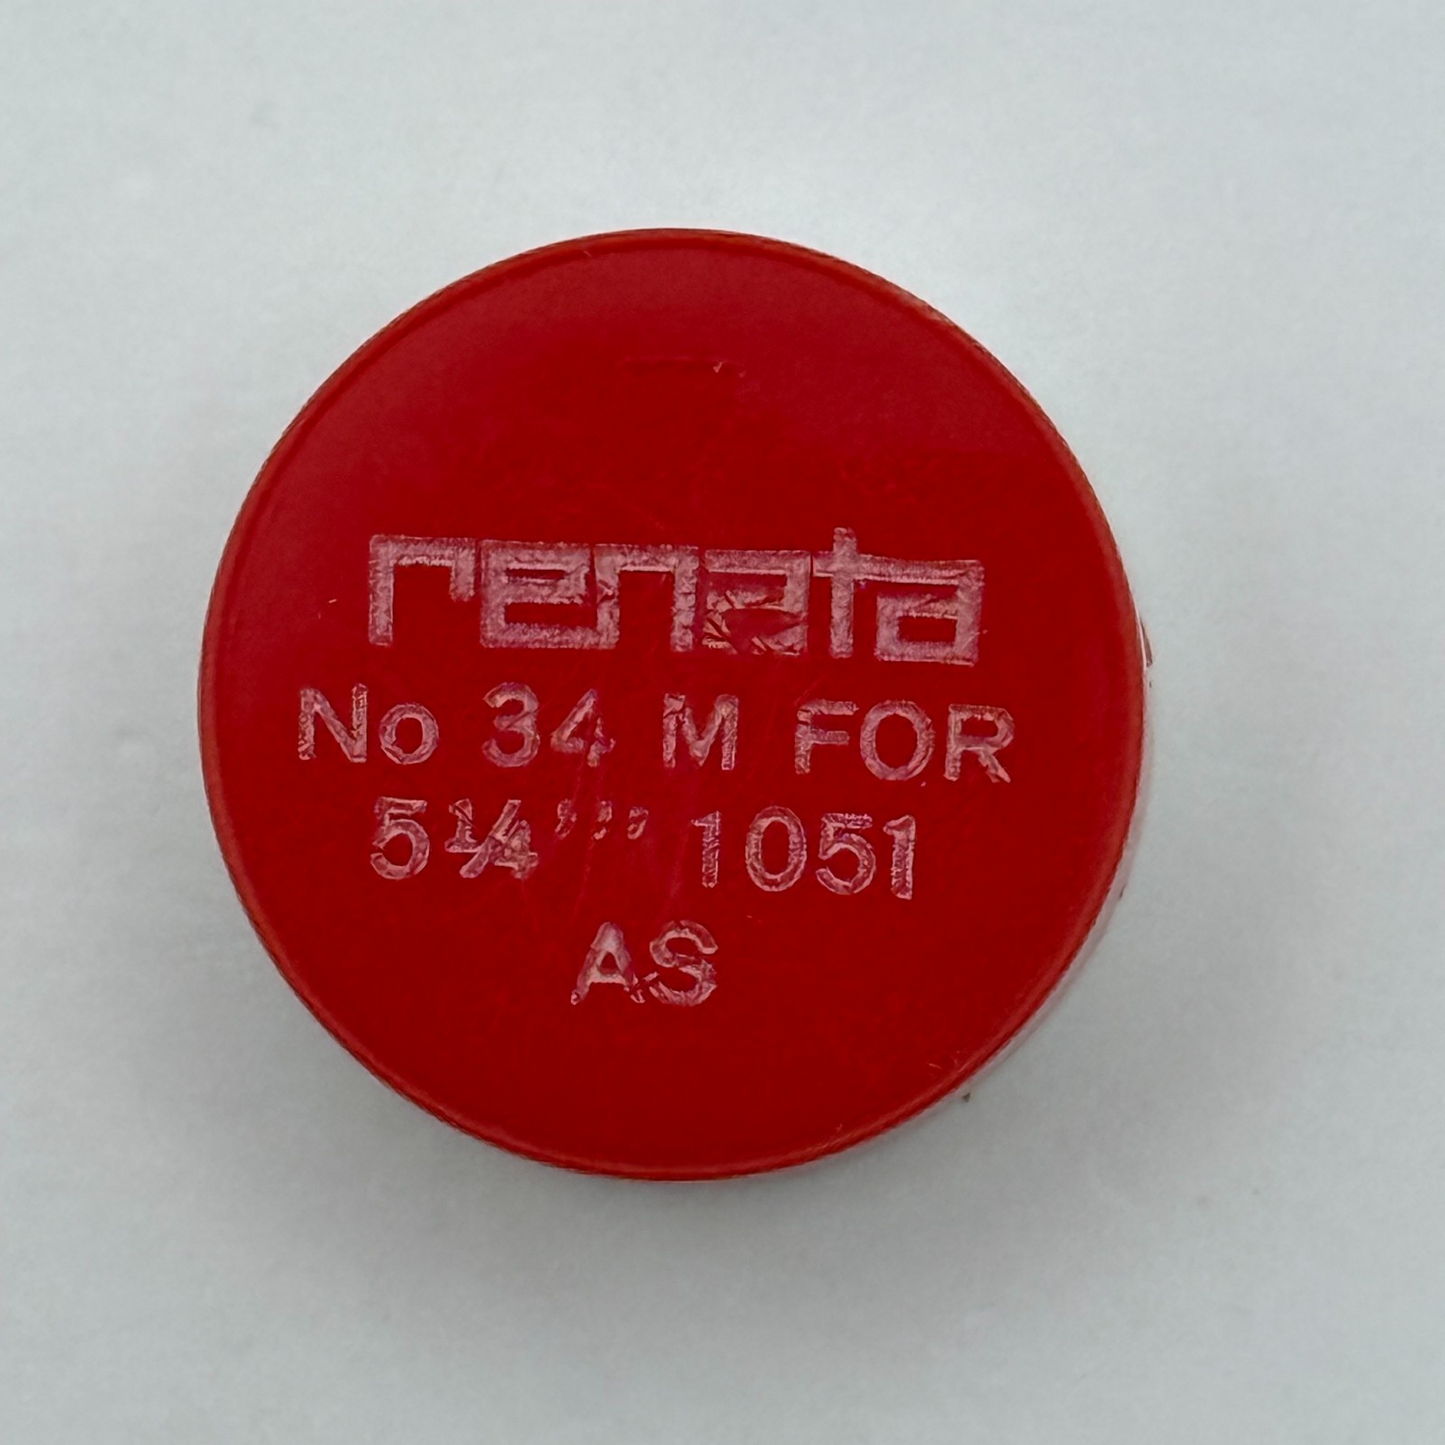 renata
No 34 M FOR
5¼''' 1051
AS